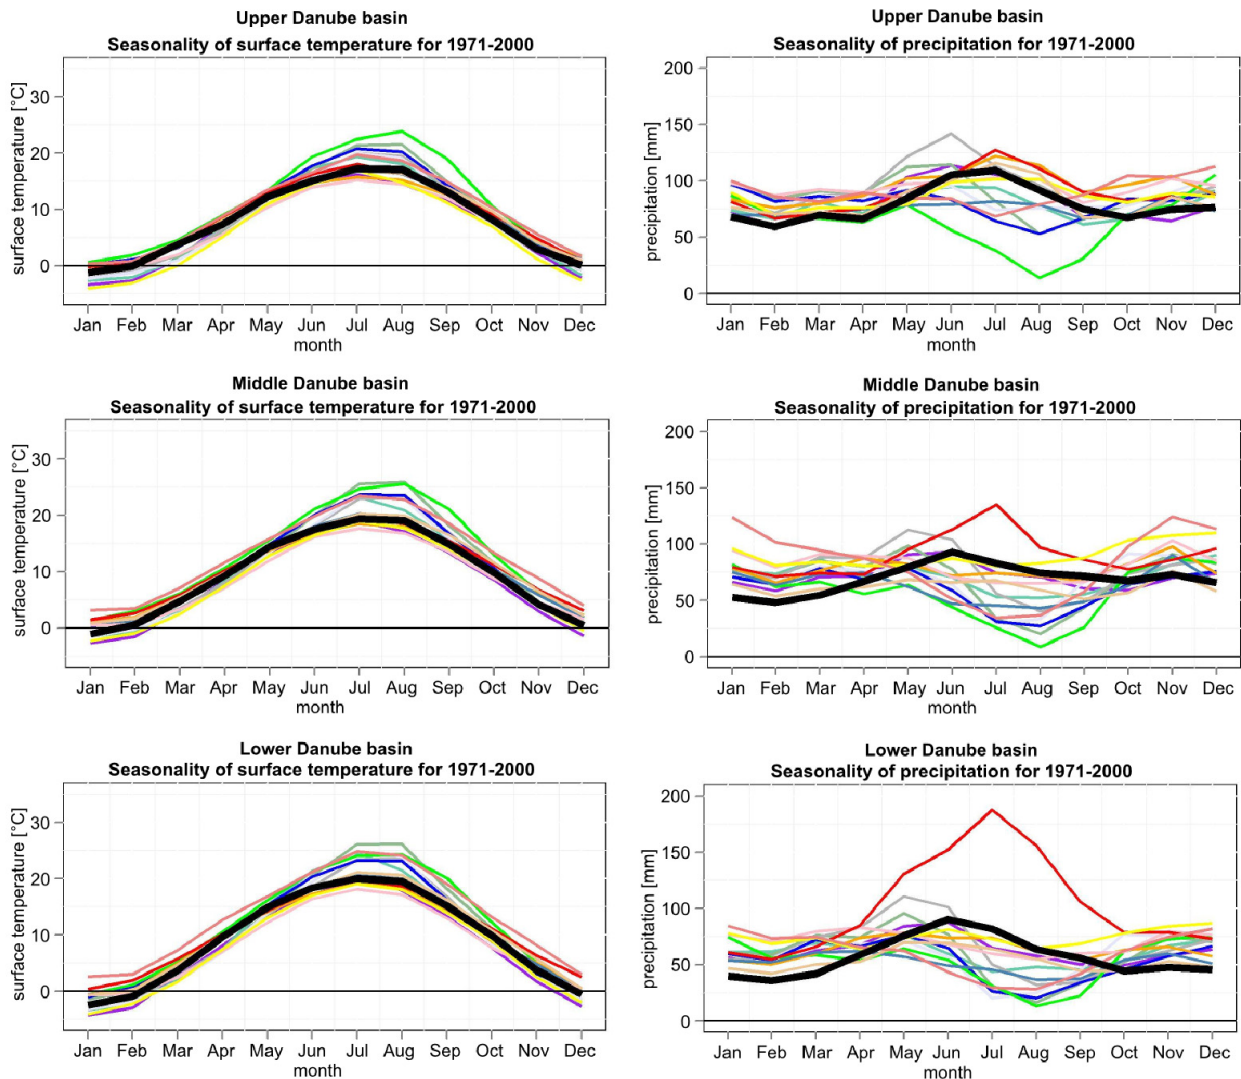 Upper Danube basin
Seasonality of surface temperature for 1971-2000
surface temperature [°C]
30
20
10
0
Jan Feb Mar Apr May Jun Jul Aug Sep Oct Nov Dec
month
Upper Danube basin
Seasonality of precipitation for 1971-2000
precipitation [mm]
200
150
100
50
0
Jan Feb Mar Apr May Jun Jul Aug Sep Oct Nov Dec
month
Middle Danube basin
Seasonality of surface temperature for 1971-2000
surface temperature [°C]
30
20
10
0
Jan Feb Mar Apr May Jun Jul Aug Sep Oct Nov Dec
month
Middle Danube basin
Seasonality of precipitation for 1971-2000
precipitation [mm]
200
150
100
50
0
Jan Feb Mar Apr May Jun Jul Aug Sep Oct Nov Dec
month
Lower Danube basin
Seasonality of surface temperature for 1971-2000
surface temperature [°C]
30
20
10
0
Jan Feb Mar Apr May Jun Jul Aug Sep Oct Nov Dec
month
Lower Danube basin
Seasonality of precipitation for 1971-2000
precipitation [mm]
200
150
100
50
0
Jan Feb Mar Apr May Jun Jul Aug Sep Oct Nov Dec
month